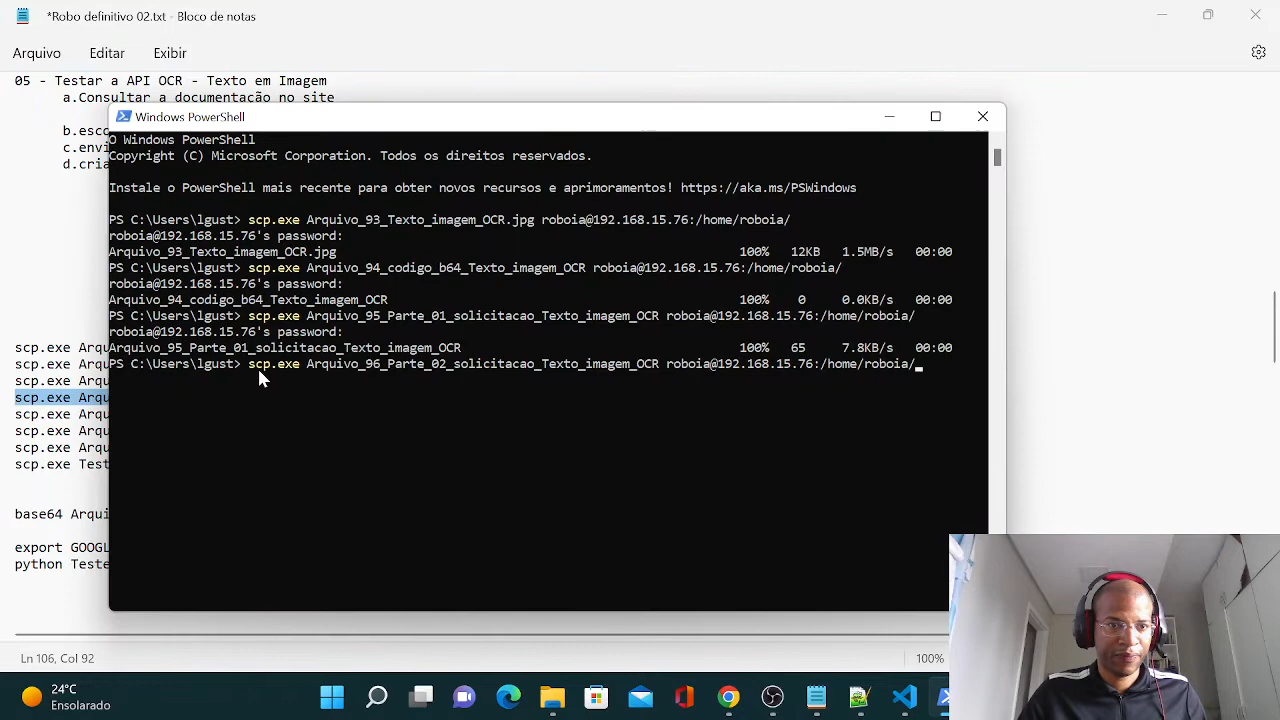 *Robo definitivo 02.txt - Bloco de notas
Arquivo Editar Exibir
05 - Testar a API OCR - Texto em Imagem
a.Consultar a documentação no site
b.esco
c.envi
d.cria
Windows PowerShell
O Windows PowerShell
Copyright (C) Microsoft Corporation. Todos os direitos reservados.
Instale o PowerShell mais recente para obter novos recursos e aprimoramentos! https://aka.ms/PSWindows
PS C:\Users\lgust> scp.exe Arquivo_93_Texto_imagem_OCR.jpg roboia@192.168.15.76:/home/roboia/
roboia@192.168.15.76's password:
Arquivo_93_Texto_imagem_OCR.jpg 100% 12KB 1.5MB/s 00:00
PS C:\Users\lgust> scp.exe Arquivo_94_codigo_b64_Texto_imagem_OCR roboia@192.168.15.76:/home/roboia/
roboia@192.168.15.76's password:
Arquivo_94_codigo_b64_Texto_imagem_OCR 100% 0 0.0KB/s 00:00
PS C:\Users\lgust> scp.exe Arquivo_95_Parte_01_solicitacao_Texto_imagem_OCR roboia@192.168.15.76:/home/roboia/
roboia@192.168.15.76's password:
Arquivo_95_Parte_01_solicitacao_Texto_imagem_OCR 100% 65 7.8KB/s 00:00
PS C:\Users\lgust> scp.exe Arquivo_96_Parte_02_solicitacao_Texto_imagem_OCR roboia@192.168.15.76:/home/roboia/
scp.exe Arqu
scp.exe Arqu
scp.exe Arqu
scp.exe Arqu
scp.exe Arqu
scp.exe Arqu
scp.exe Arqu
scp.exe Test
base64 Arqui
export GOOGL
python Teste
Ln 106, Col 92 100%
24°C
Ensolarado